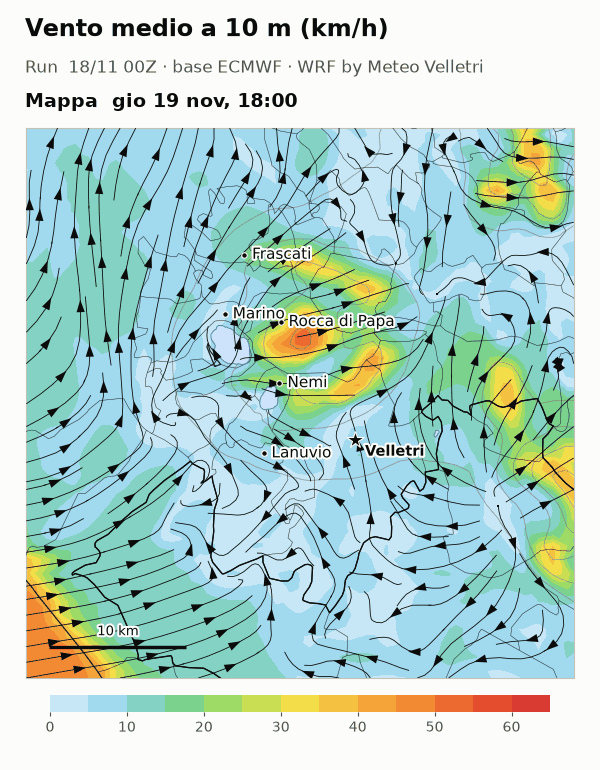 Vento medio a 10 m (km/h)
Run  18/11 00Z · base ECMWF · WRF by Meteo Velletri
Mappa  gio 19 nov, 18:00
Frascati
Marino
Rocca di Papa
Nemi
Velletri
Lanuvio
10 km
0 10 20 30 40 50 60